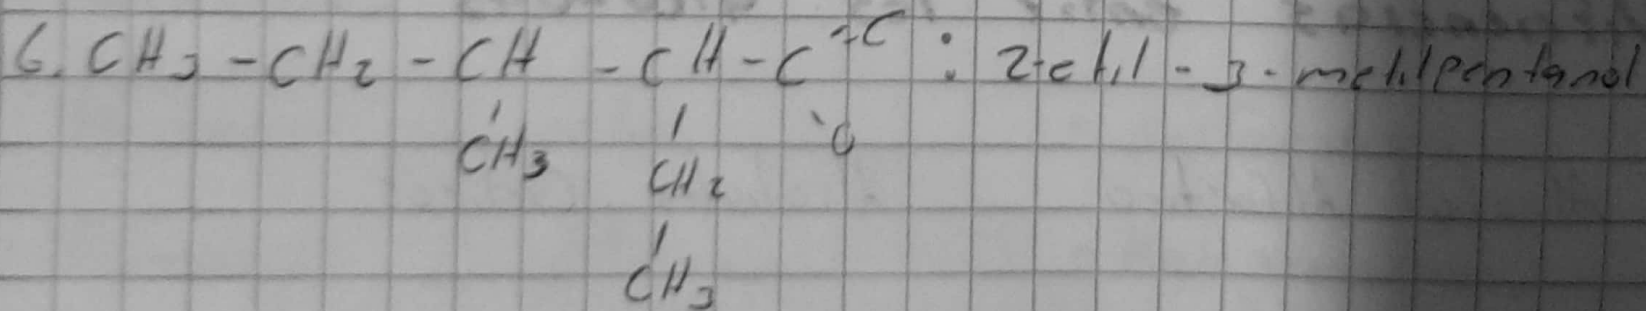 6. CH3 - CH2 - CH - CH - C =C : 2-etil - 3 - metilpentanol
CH3 CH2 C
CH3